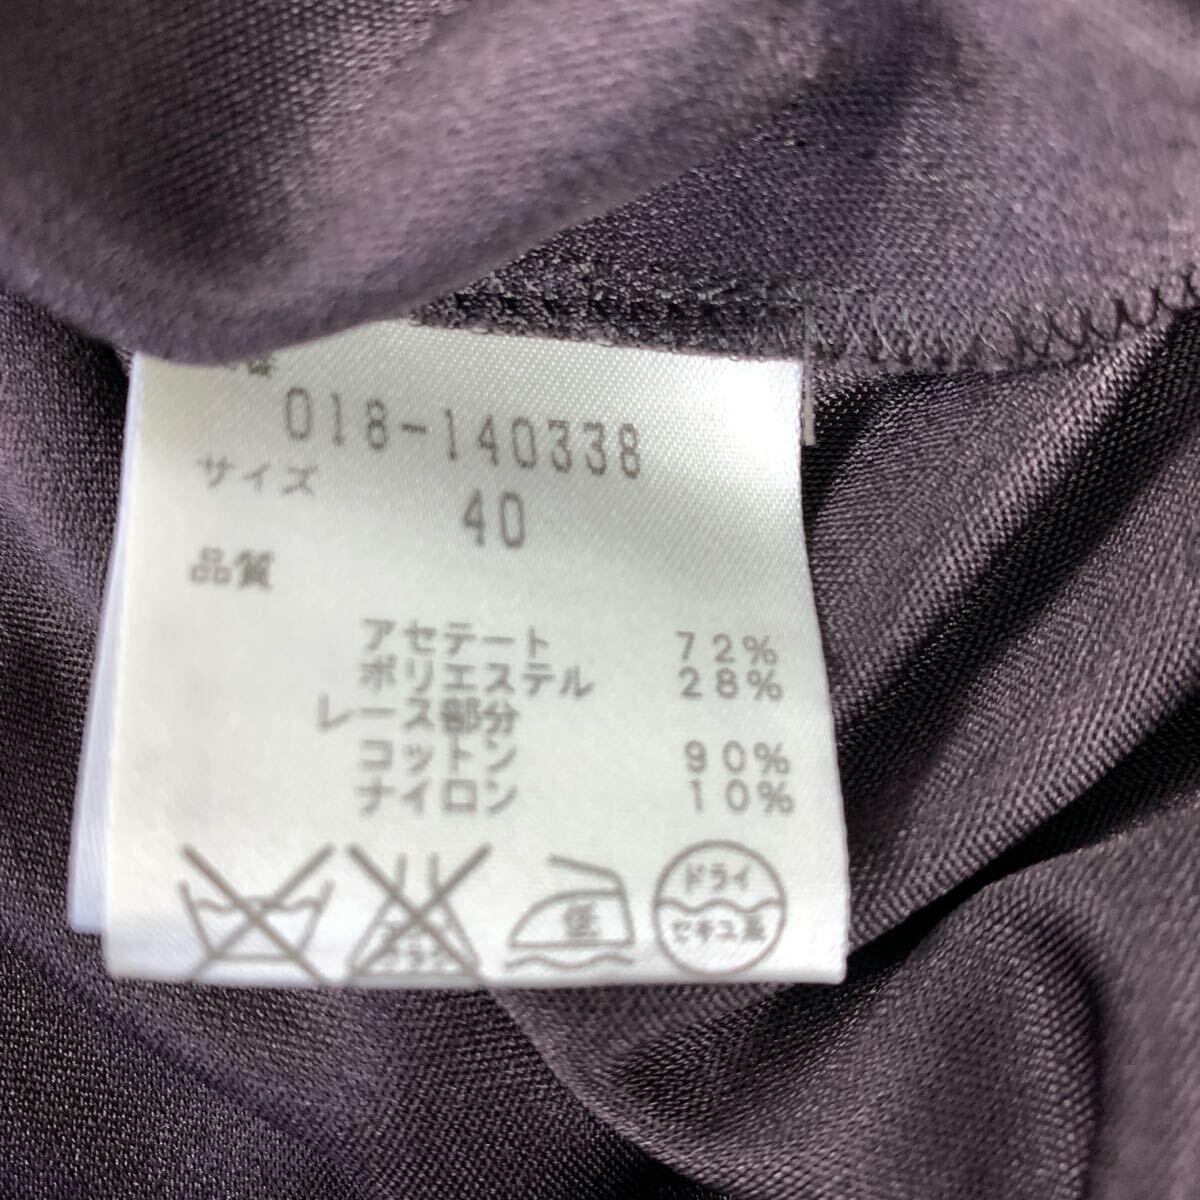 番
018-140338
サイズ
40
品質
アセテート 72%
ポリエステル 28%
レース部分
コットン 90%
ナイロン 10%
低
ドライ
セキユ系